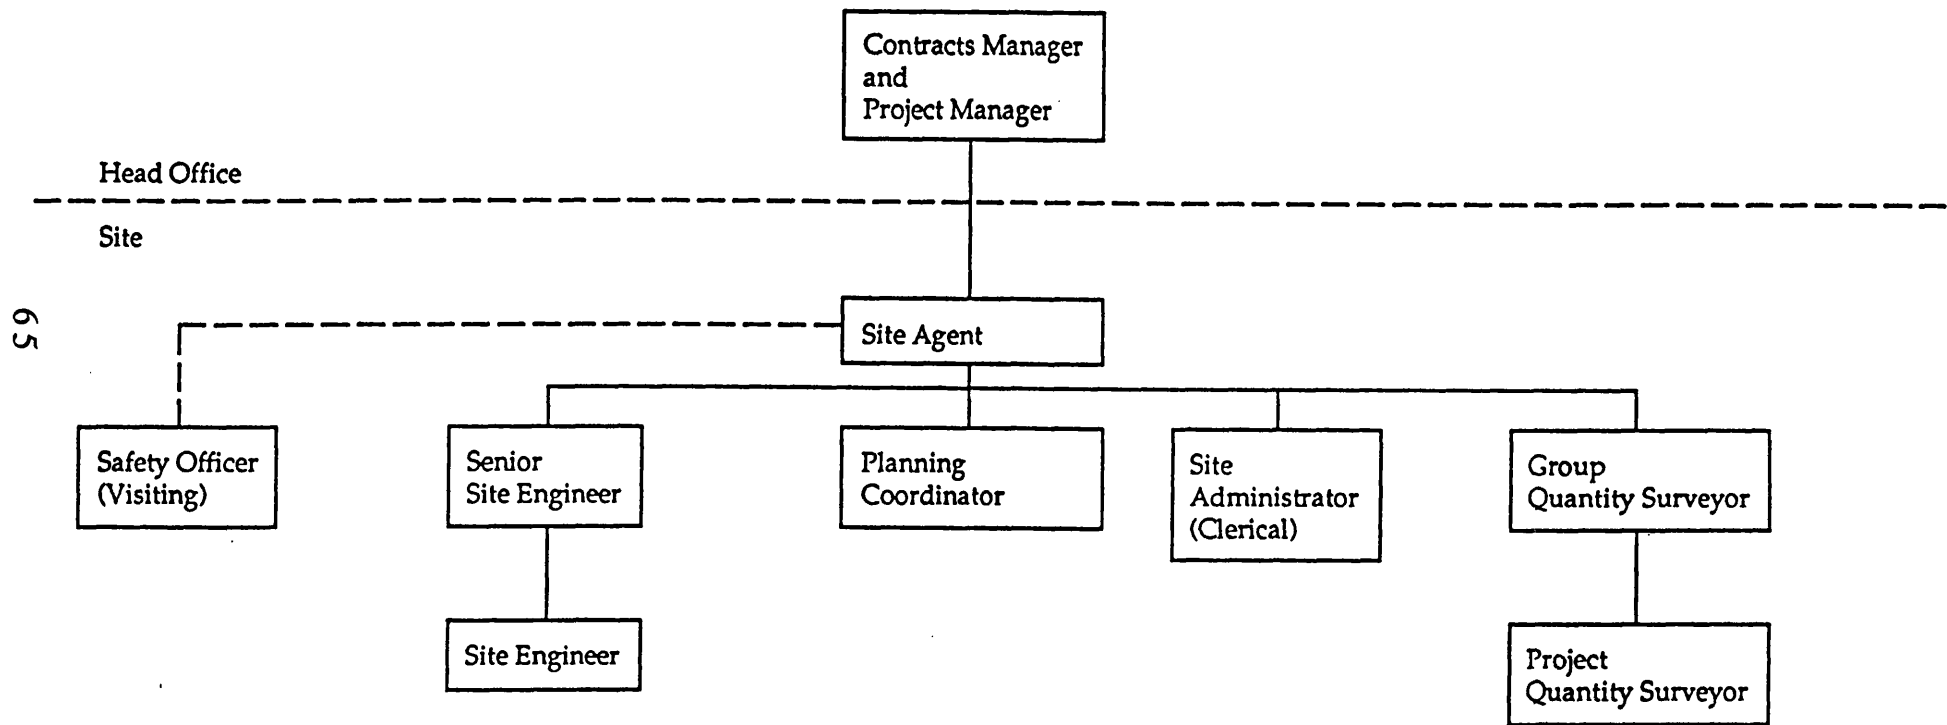 Contracts Manager
and
Project Manager
Head Office
Site
65
Site Agent
Safety Officer
(Visiting)
Senior
Site Engineer
Planning
Coordinator
Site
Administrator
(Clerical)
Group
Quantity Surveyor
Site Engineer
Project
Quantity Surveyor